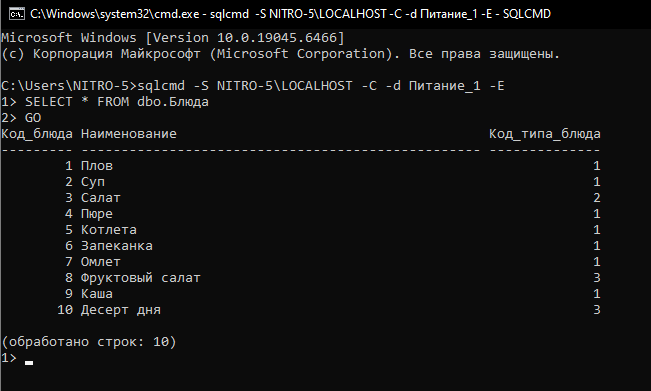 C:\Windows\system32\cmd.exe - sqlcmd -S NITRO-5\LOCALHOST -C -d Питание_1 -E - SQLCMD
Microsoft Windows [Version 10.0.19045.6466]
(c) Корпорация Майкрософт (Microsoft Corporation). Все права защищены.
C:\Users\NITRO-5>sqlcmd -S NITRO-5\LOCALHOST -C -d Питание_1 -E
1> SELECT * FROM dbo.Блюда
2> GO
Код_блюда Наименование Код_типа_блюда
--------- -------------------------------------------------- --------------
1 Плов 1
2 Суп 1
3 Салат 2
4 Пюре 1
5 Котлета 1
6 Запеканка 1
7 Омлет 1
8 Фруктовый салат 3
9 Каша 1
10 Десерт дня 3
(обработано строк: 10)
1>